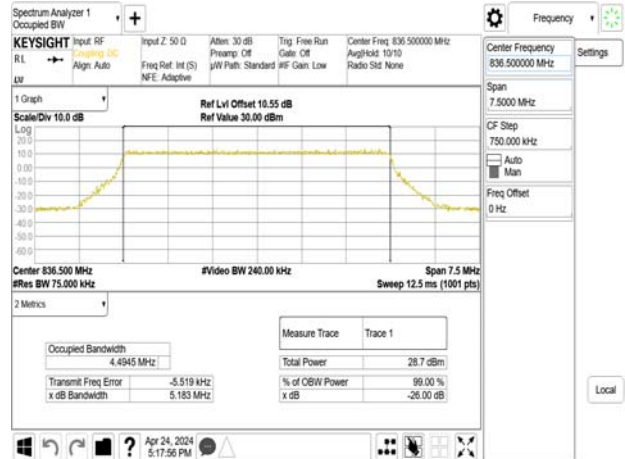 Spectrum Analyzer 1
Occupied BW
Frequency
KEYSIGHT
R L
Input: RF
Coupling: DC
Align: Auto
Input Z: 50 Ω
Freq Ref: Int (S)
NFE: Adaptive
Atten: 30 dB
Preamp: Off
µW Path: Standard
Trig: Free Run
Gate: Off
#IF Gain: Low
Center Freq: 836.500000 MHz
Avg|Hold: 10/10
Radio Std: None
Center Frequency
836.500000 MHz
Settings
Span
7.5000 MHz
CF Step
750.000 kHz
Auto
Man
Freq Offset
0 Hz
Local
1 Graph
Scale/Div 10.0 dB
Ref Lvl Offset 10.55 dB
Ref Value 30.00 dBm
Log
20.0
10.0
0.00
-10.0
-20.0
-30.0
-40.0
-50.0
-60.0
Center 836.500 MHz
#Res BW 75.000 kHz
#Video BW 240.00 kHz
Span 7.5 MHz
Sweep 12.5 ms (1001 pts)
2 Metrics
Measure Trace Trace 1
Occupied Bandwidth
4.4945 MHz
Total Power 28.7 dBm
Transmit Freq Error -5.519 kHz
% of OBW Power 99.00 %
x dB Bandwidth 5.183 MHz
x dB -26.00 dB
Apr 24, 2024
5:17:56 PM